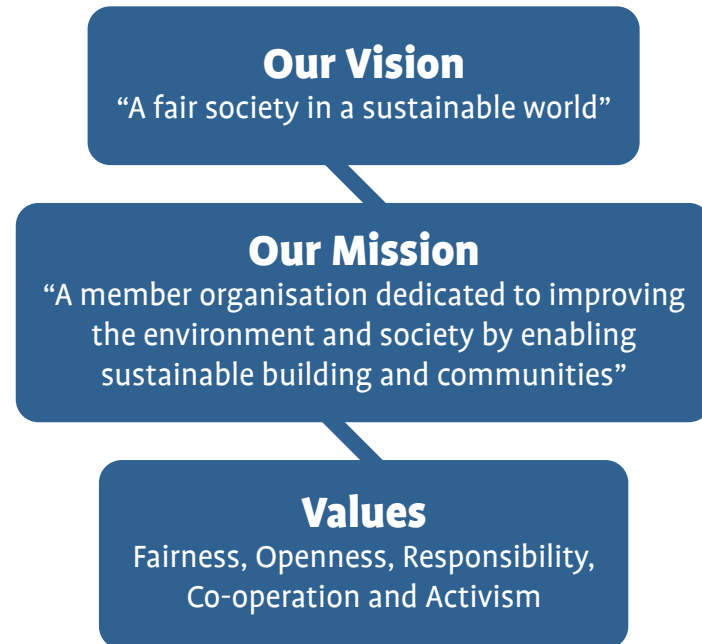 Our Vision
“A fair society in a sustainable world”
Our Mission
“A member organisation dedicated to improving
the environment and society by enabling
sustainable building and communities”
Values
Fairness, Openness, Responsibility,
Co-operation and Activism